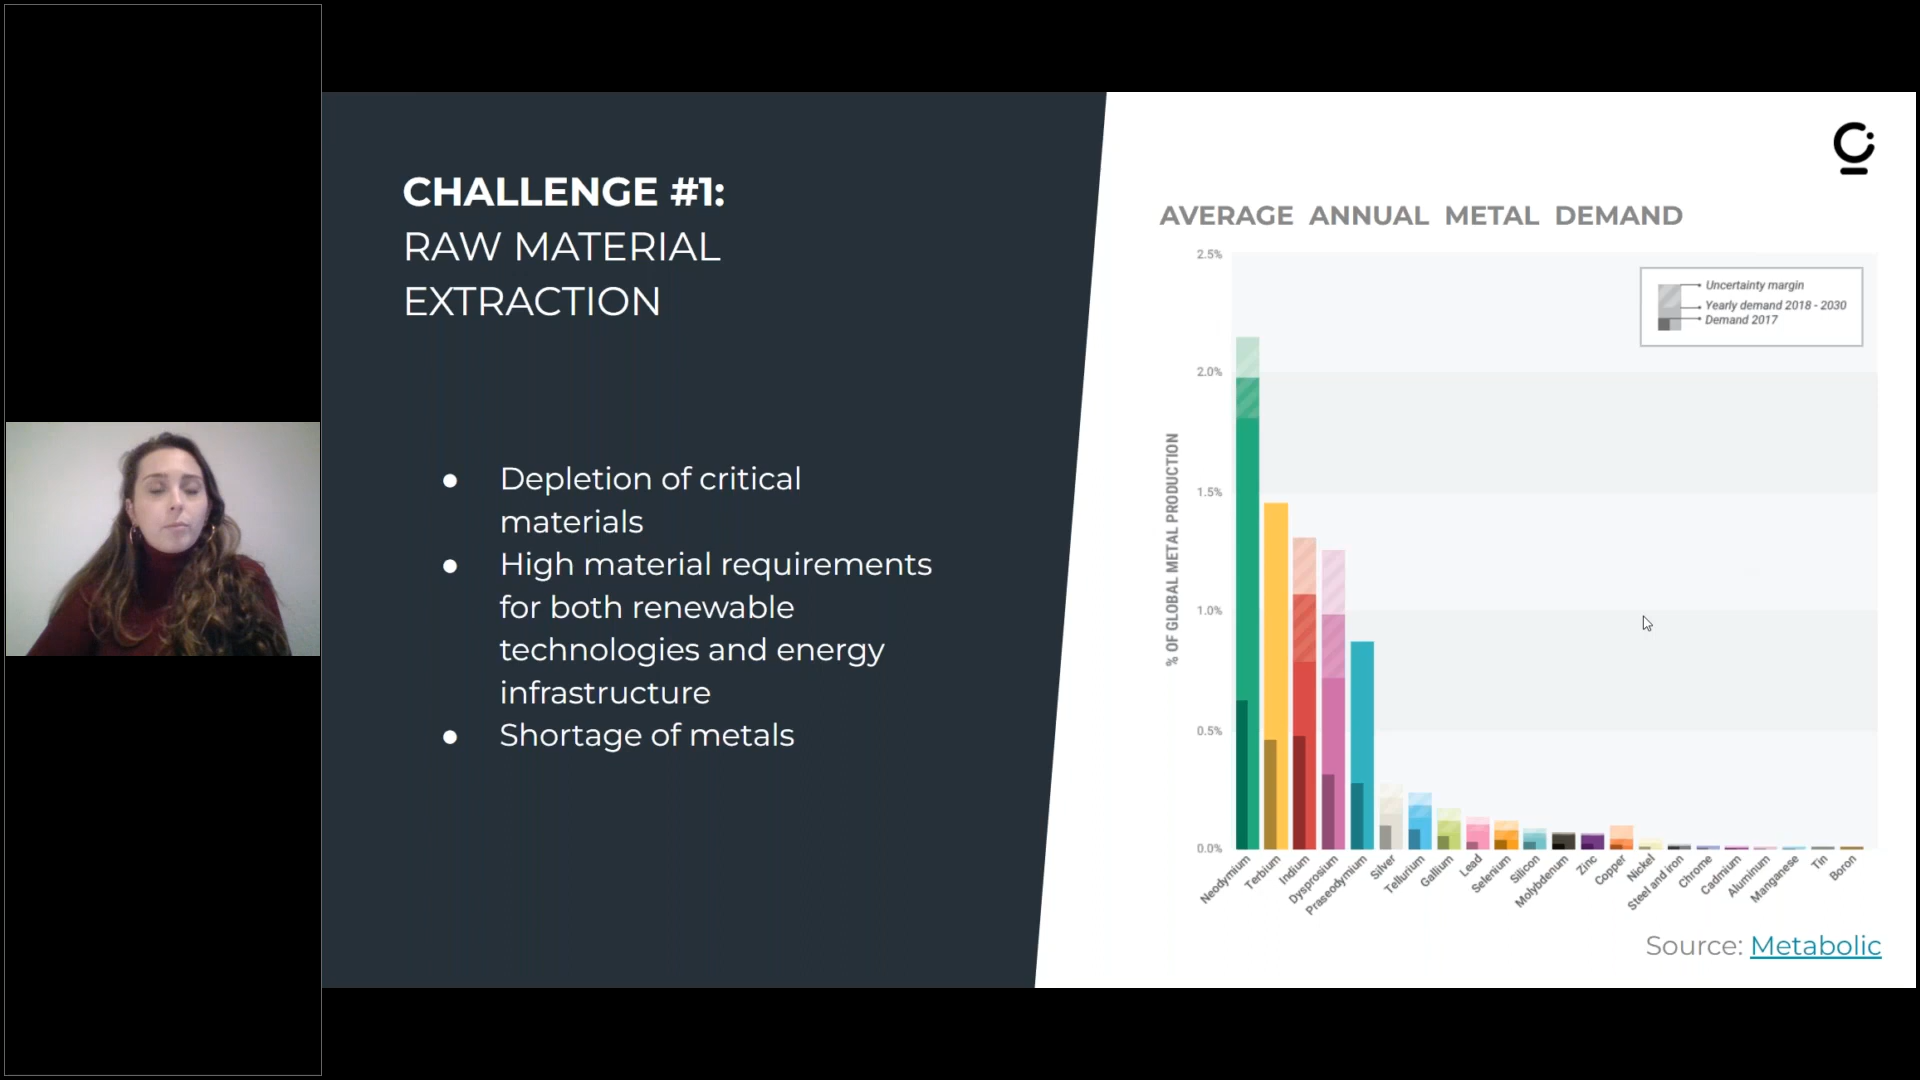 CHALLENGE #1:
RAW MATERIAL
EXTRACTION
● Depletion of critical
materials
● High material requirements
for both renewable
technologies and energy
infrastructure
● Shortage of metals
AVERAGE ANNUAL METAL DEMAND
% OF GLOBAL METAL PRODUCTION
2.5%
2.0%
1.5%
1.0%
0.5%
0.0%
Uncertainty margin
Yearly demand 2018 - 2030
Demand 2017
Neodymium
Terbium
Indium
Dysprosium
Praseodymium
Silver
Tellurium
Gallium
Lead
Selenium
Silicon
Molybdenum
Zinc
Copper
Nickel
Steel and iron
Chrome
Cadmium
Aluminum
Manganese
Tin
Boron
Source: Metabolic